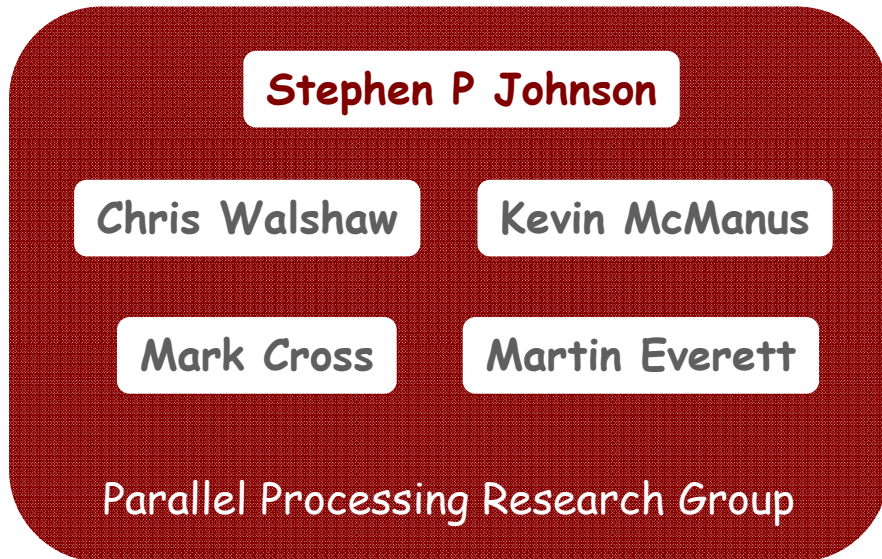 Stephen P Johnson
Chris Walshaw
Kevin McManus
Mark Cross
Martin Everett
Parallel Processing Research Group